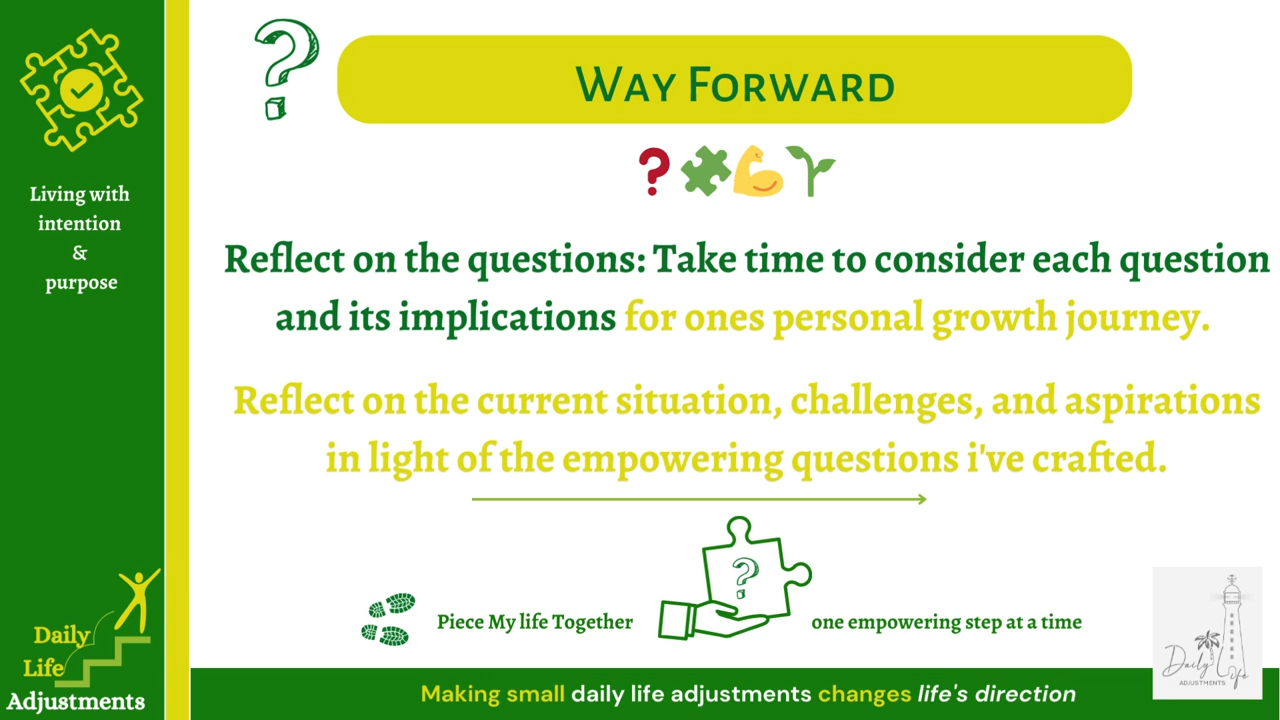 Way Forward
Living with
intention
&
purpose
Reflect on the questions: Take time to consider each question
and its implications for ones personal growth journey.
Reflect on the current situation, challenges, and aspirations
in light of the empowering questions i've crafted.
?
Piece My life Together
one empowering step at a time
Daily
Life
Adjustments
Daily Life
ADJUSTMENTS
Making small daily life adjustments changes life's direction